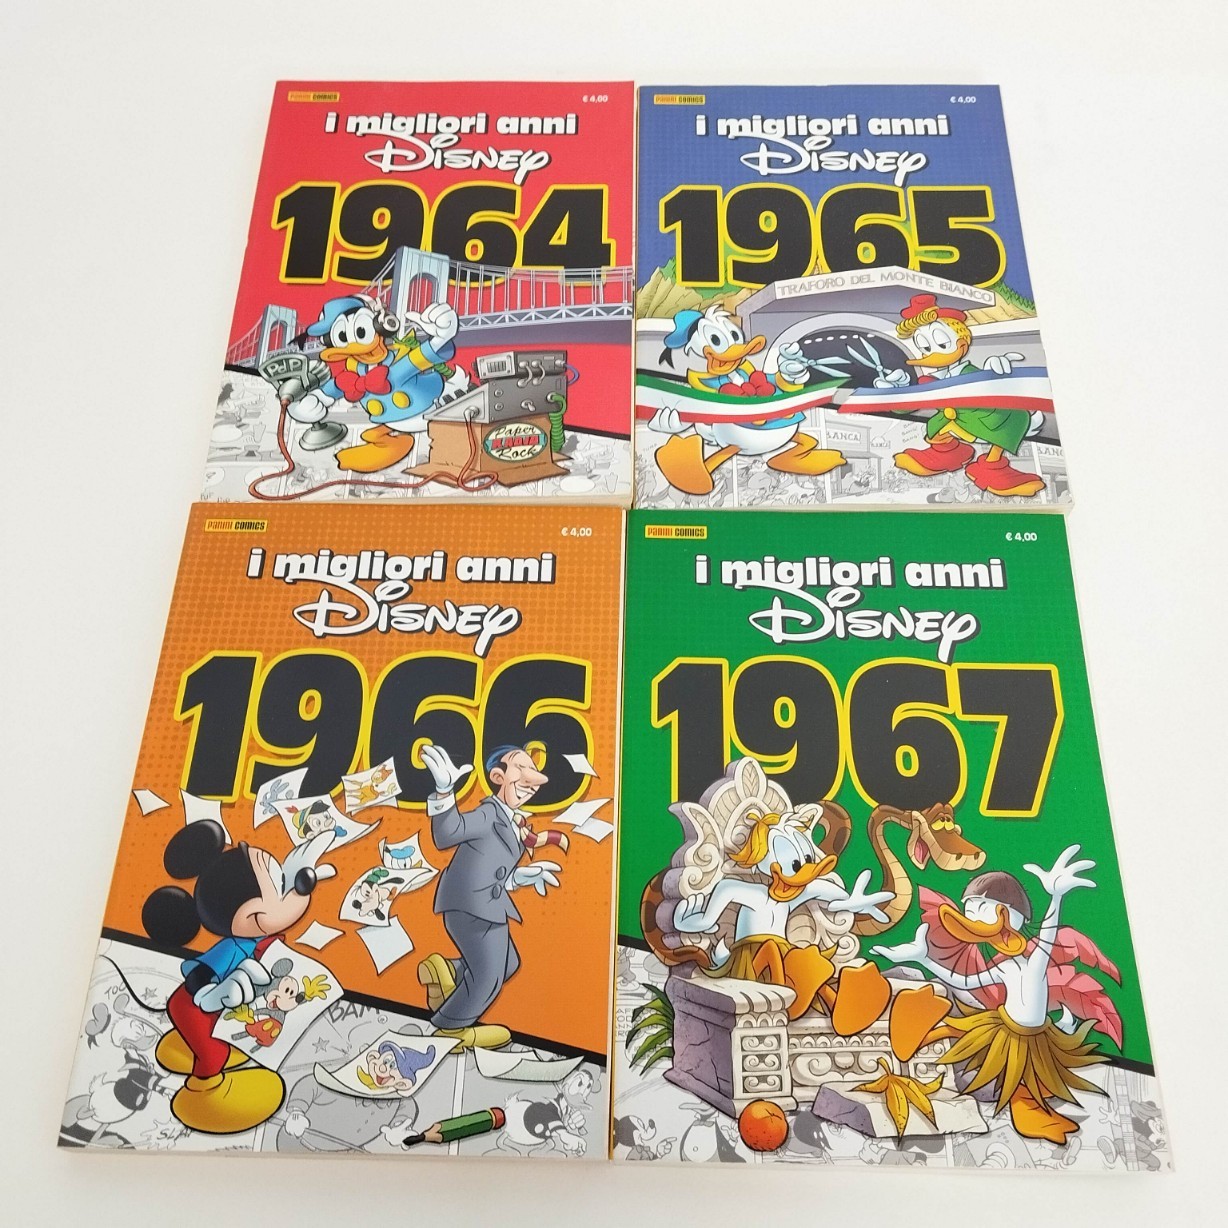 PANINI COMICS
€ 4,00
i migliori anni
Disney
1964
PdP
Paper
RADIO
Rock
PANINI COMICS
€ 4,00
i migliori anni
Disney
1965
TRAFORO DEL MONTE BIANCO
BANCA
PANINI COMICS
€ 4,00
i migliori anni
Disney
1966
BAM
PANINI COMICS
€ 4,00
i migliori anni
Disney
1967